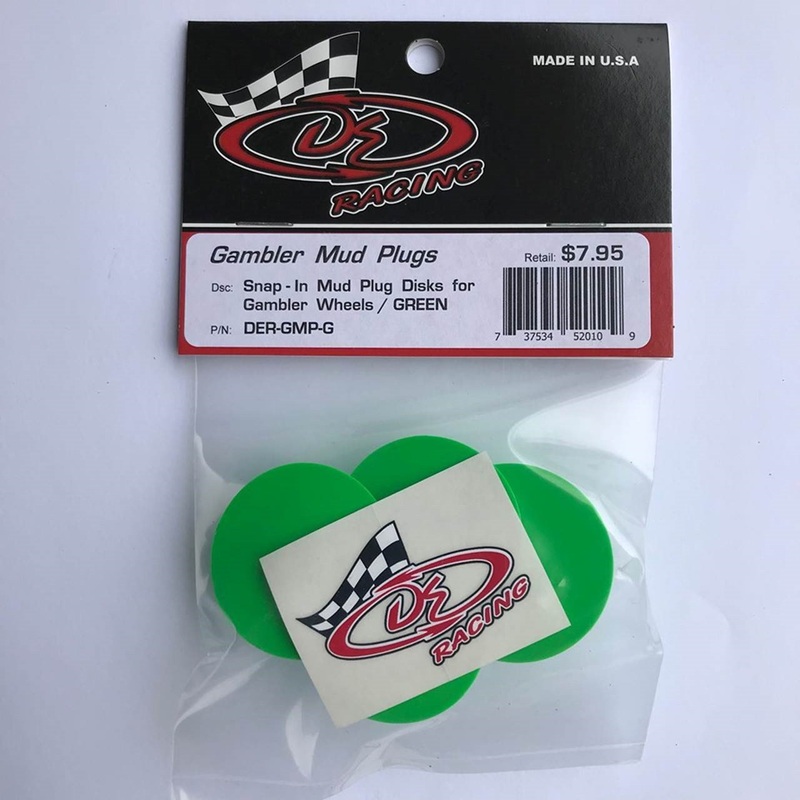 MADE IN U.S.A
DE
RACING
Gambler Mud Plugs
Retail: $7.95
Dsc: Snap-In Mud Plug Disks for
Gambler Wheels / GREEN
P/N: DER-GMP-G
7 37534 52010 9
DE
RACING